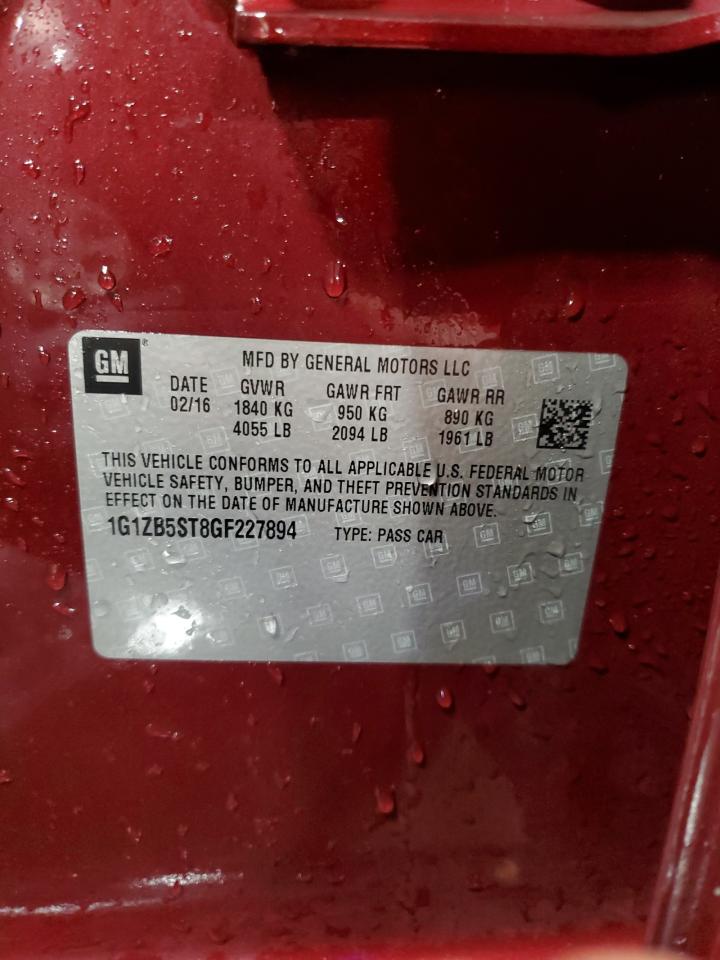 GM ®
MFD BY GENERAL MOTORS LLC
DATE GVWR GAWR FRT GAWR RR
02/16 1840 KG 950 KG 890 KG
4055 LB 2094 LB 1961 LB
THIS VEHICLE CONFORMS TO ALL APPLICABLE U.S. FEDERAL MOTOR
VEHICLE SAFETY, BUMPER, AND THEFT PREVENTION STANDARDS IN
EFFECT ON THE DATE OF MANUFACTURE SHOWN ABOVE.
1G1ZB5ST8GF227894 TYPE: PASS CAR